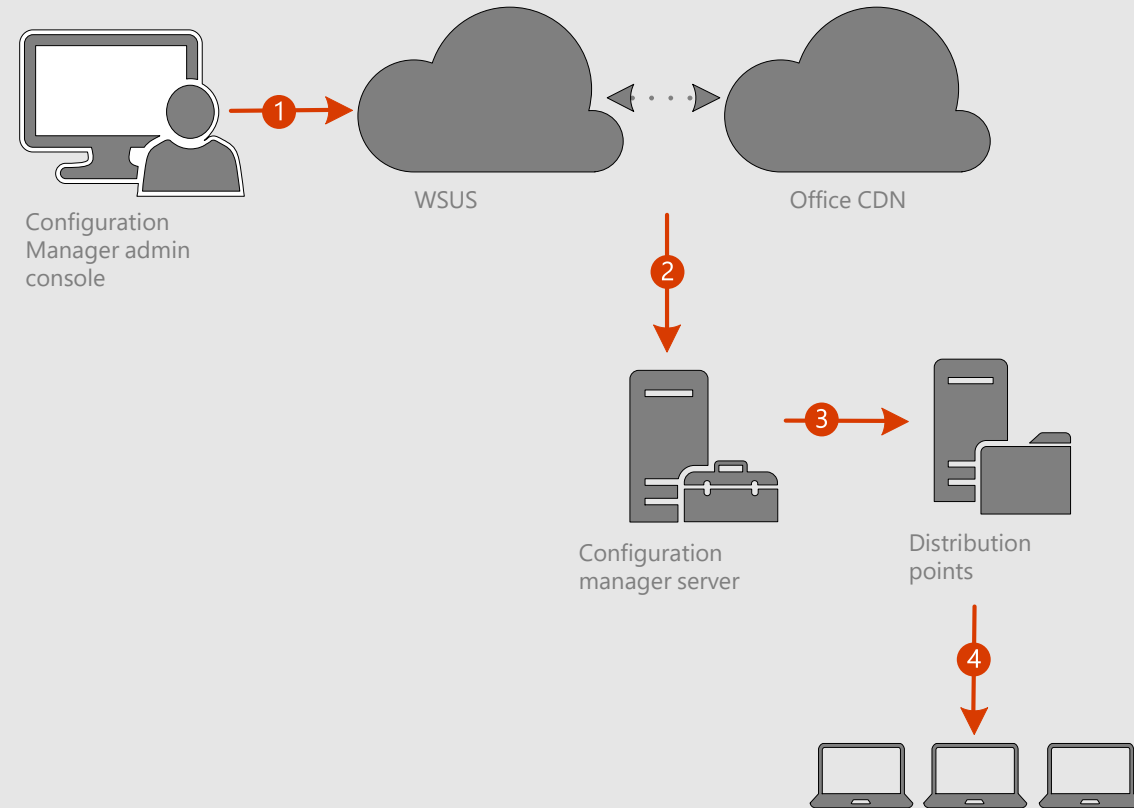 1
WSUS
Office CDN
Configuration
Manager admin
console
2
3
Configuration
manager server
Distribution
points
4